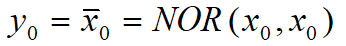 y₀ = x̅₀ = NOR(x₀, x₀)